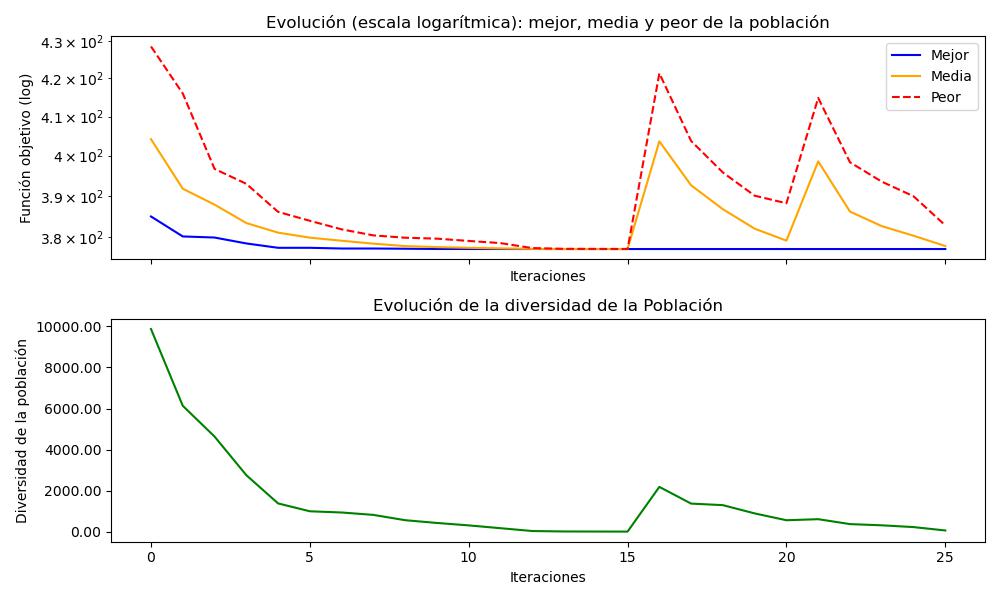 Evolución (escala logarítmica): mejor, media y peor de la población
Función objetivo (log)
4.3 × 10²
4.2 × 10²
4.1 × 10²
4 × 10²
3.9 × 10²
3.8 × 10²
Mejor
Media
Peor
Iteraciones
Evolución de la diversidad de la Población
Diversidad de la población
10000.00
8000.00
6000.00
4000.00
2000.00
0.00
0 5 10 15 20 25
Iteraciones